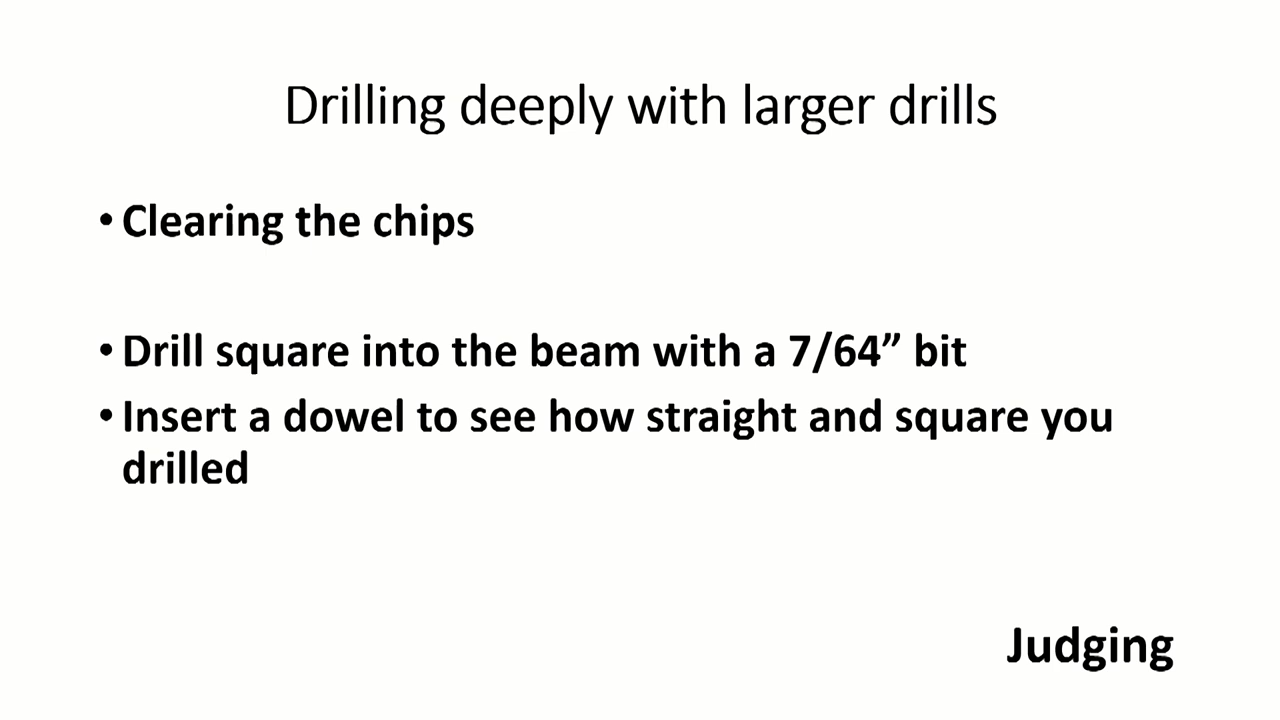 Drilling deeply with larger drills
• Clearing the chips
• Drill square into the beam with a 7/64” bit
• Insert a dowel to see how straight and square you
drilled
Judging